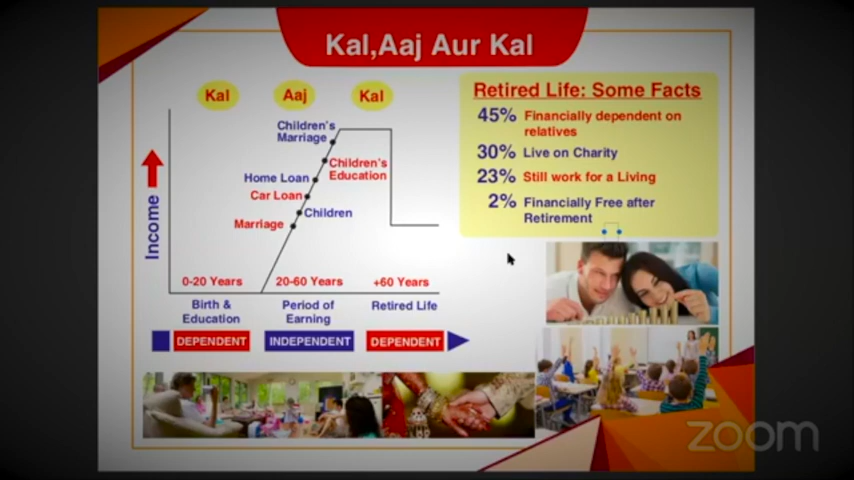 Kal,Aaj Aur Kal
Kal
Aaj
Kal
Children's
Marriage
Children's
Education
Home Loan
Car Loan
Children
Marriage
Income
0-20 Years
20-60 Years
+60 Years
Birth &
Education
Period of
Earning
Retired Life
DEPENDENT
INDEPENDENT
DEPENDENT
Retired Life: Some Facts
45% Financially dependent on
relatives
30% Live on Charity
23% Still work for a Living
2% Financially Free after
Retirement
zoom